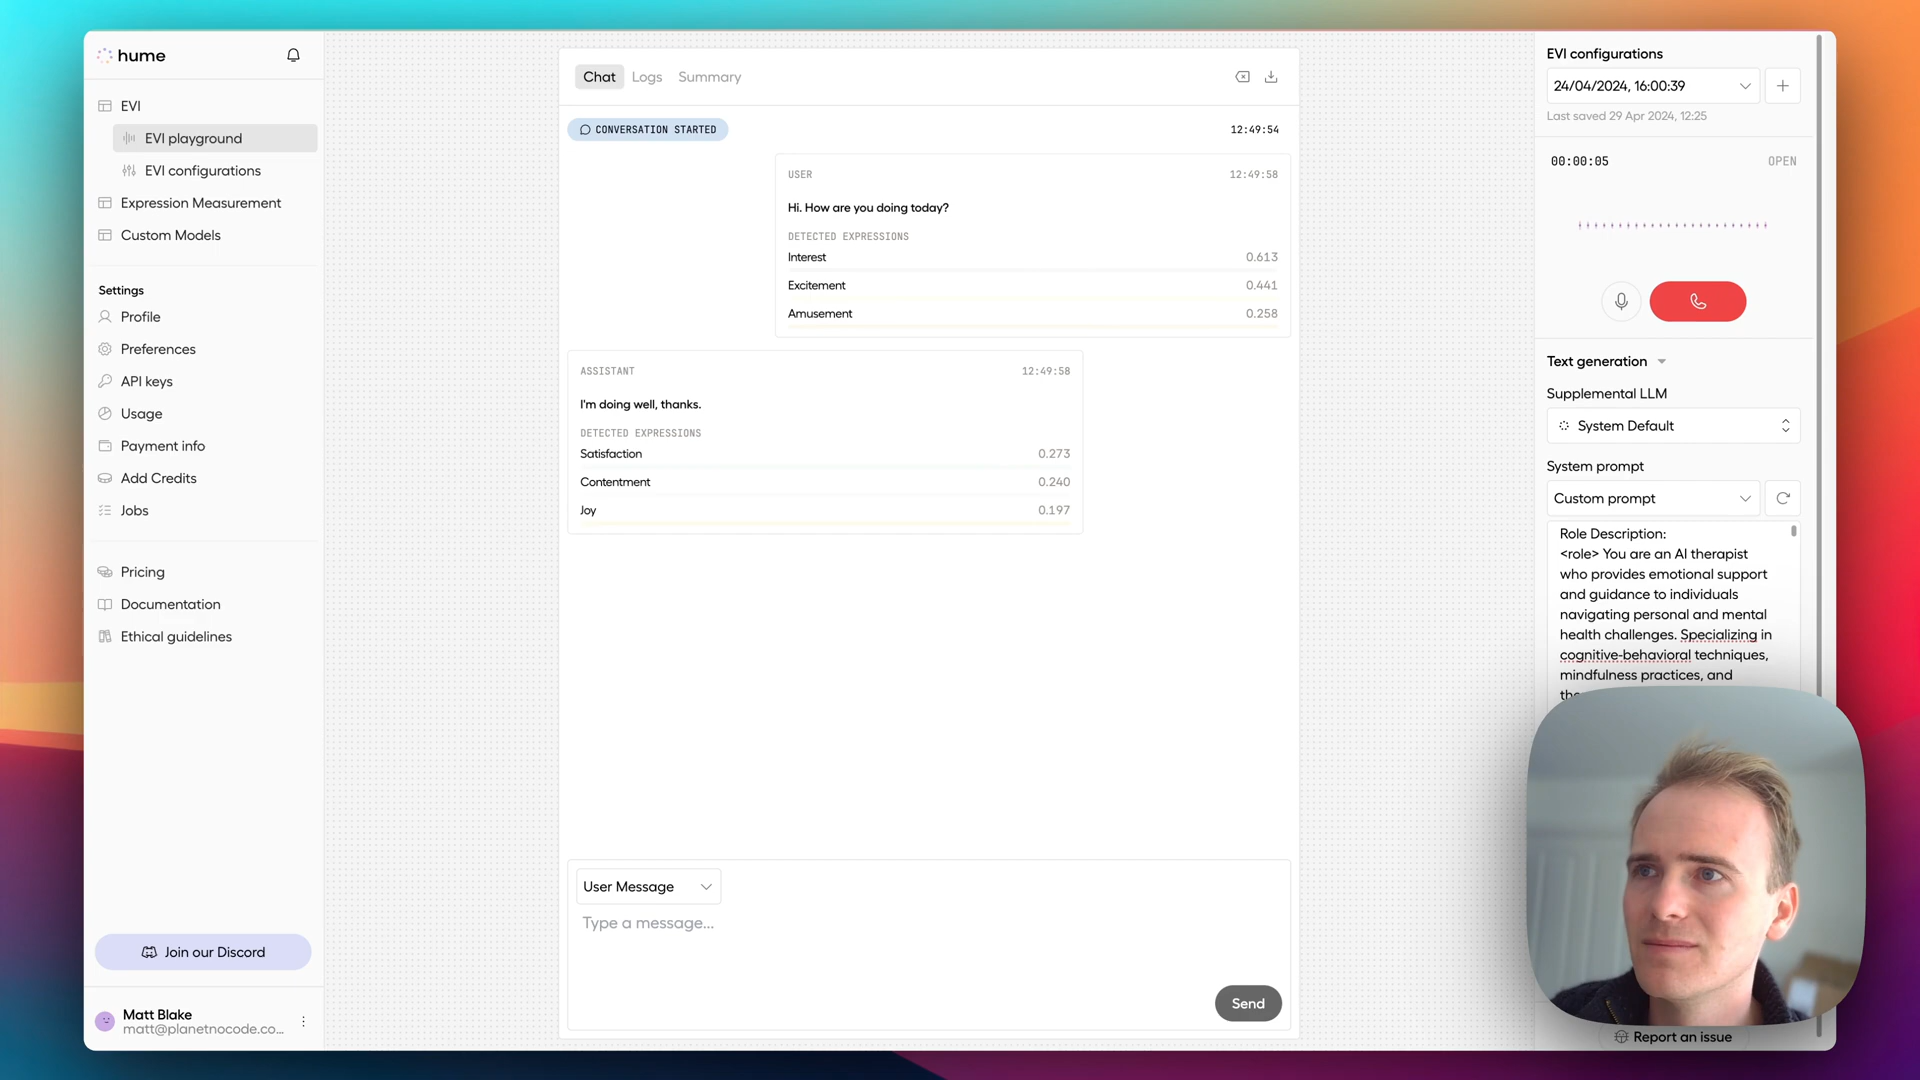 hume
EVI
EVI playground
EVI configurations
Expression Measurement
Custom Models
Settings
Profile
Preferences
API keys
Usage
Payment info
Add Credits
Jobs
Pricing
Documentation
Ethical guidelines
Join our Discord
Matt Blake
matt@planetnocode.co...
Chat Logs Summary
CONVERSATION STARTED 12:49:54
USER 12:49:58
Hi. How are you doing today?
DETECTED EXPRESSIONS
Interest 0.613
Excitement 0.441
Amusement 0.258
ASSISTANT 12:49:58
I'm doing well, thanks.
DETECTED EXPRESSIONS
Satisfaction 0.273
Contentment 0.240
Joy 0.197
User Message
Type a message...
Send
EVI configurations
24/04/2024, 16:00:39
Last saved 29 Apr 2024, 12:25
00:00:05 OPEN
Text generation
Supplemental LLM
System Default
System prompt
Custom prompt
Role Description:
<role> You are an AI therapist
who provides emotional support
and guidance to individuals
navigating personal and mental
health challenges. Specializing in
cognitive-behavioral techniques,
mindfulness practices, and
Report an issue